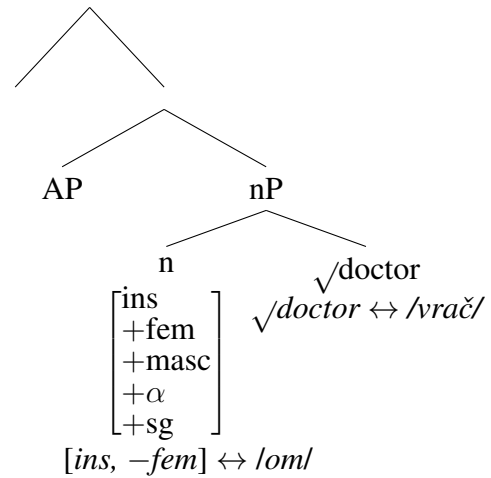 AP nP
n √doctor
√doctor ↔ /vrač/
ins
+fem
+masc
+α
+sg
[ins, −fem] ↔ /om/